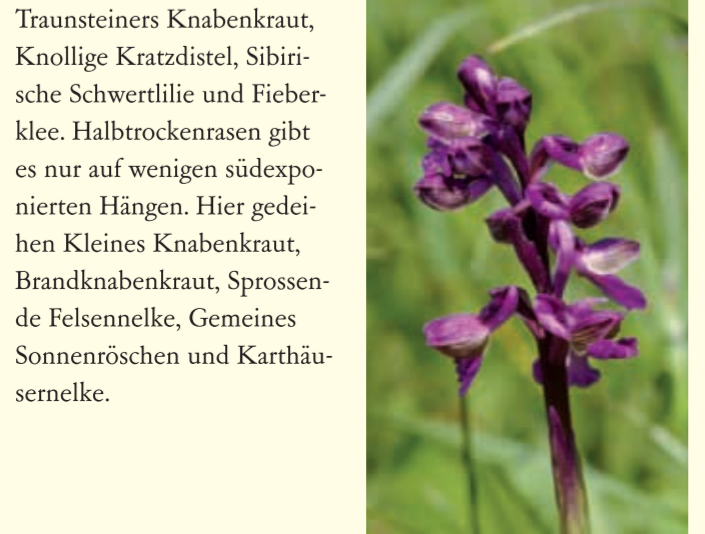 Traunsteiners Knabenkraut,
Knollige Kratzdistel, Sibiri-
sche Schwertlilie und Fieber-
klee. Halbtrockenrasen gibt
es nur auf wenigen südexpo-
nierten Hängen. Hier gedei-
hen Kleines Knabenkraut,
Brandknabenkraut, Sprossen-
de Felsennelke, Gemeines
Sonnenröschen und Karthäu-
sernelke.